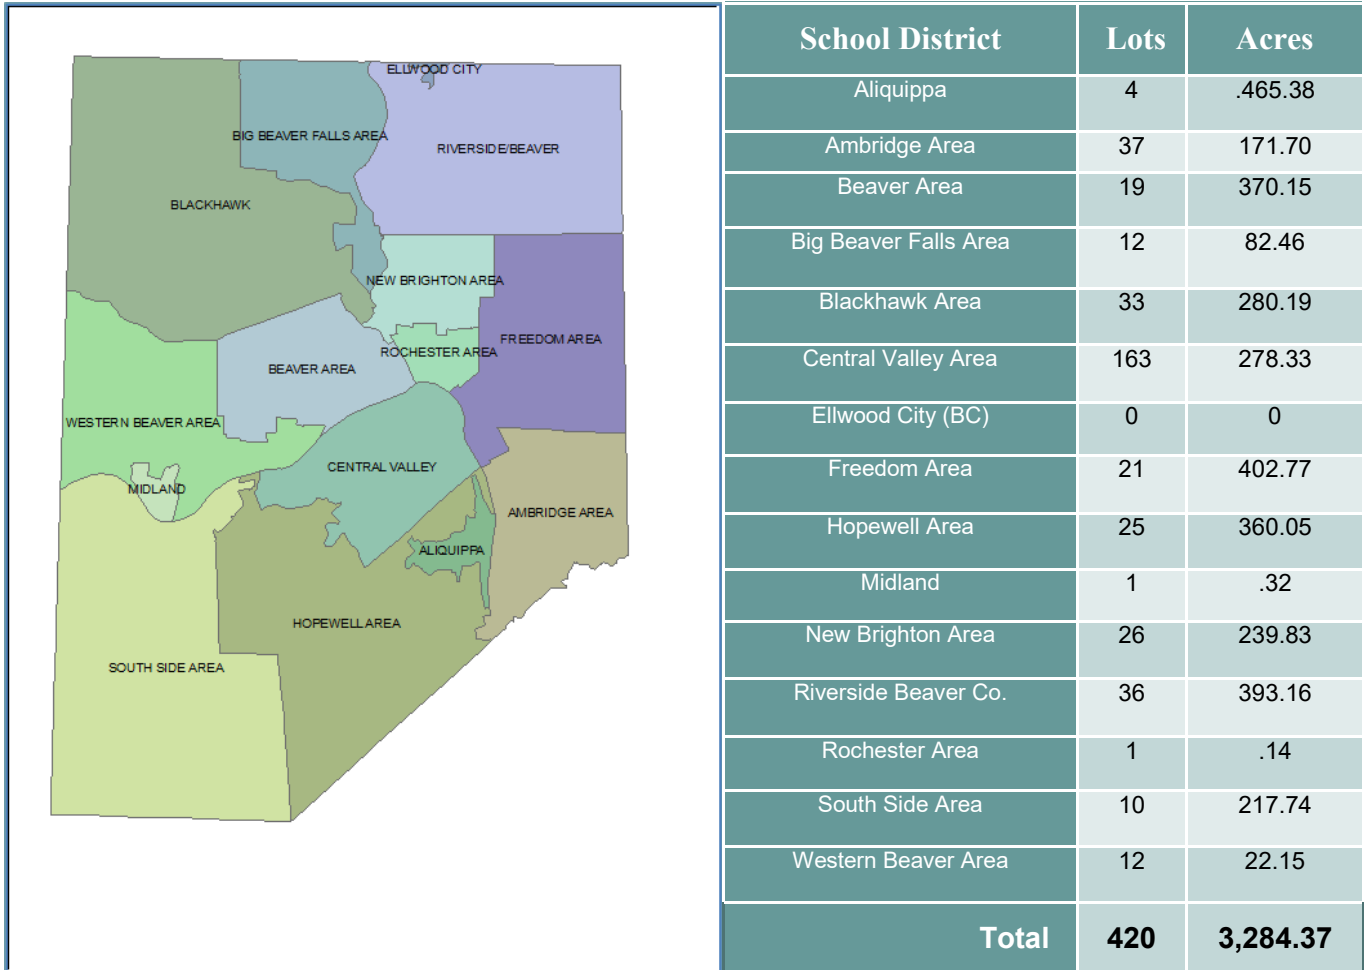 ELLWOOD CITY
BIG BEAVER FALLS AREA
RIVERSIDE/BEAVER
BLACKHAWK
NEW BRIGHTON AREA
FREEDOM AREA
ROCHESTER AREA
BEAVER AREA
WESTERN BEAVER AREA
CENTRAL VALLEY
MIDLAND
AMBRIDGE AREA
ALIQUIPPA
HOPEWELL AREA
SOUTH SIDE AREA
School District Lots Acres
Aliquippa 4 .465.38
Ambridge Area 37 171.70
Beaver Area 19 370.15
Big Beaver Falls Area 12 82.46
Blackhawk Area 33 280.19
Central Valley Area 163 278.33
Ellwood City (BC) 0 0
Freedom Area 21 402.77
Hopewell Area 25 360.05
Midland 1 .32
New Brighton Area 26 239.83
Riverside Beaver Co. 36 393.16
Rochester Area 1 .14
South Side Area 10 217.74
Western Beaver Area 12 22.15
Total 420 3,284.37